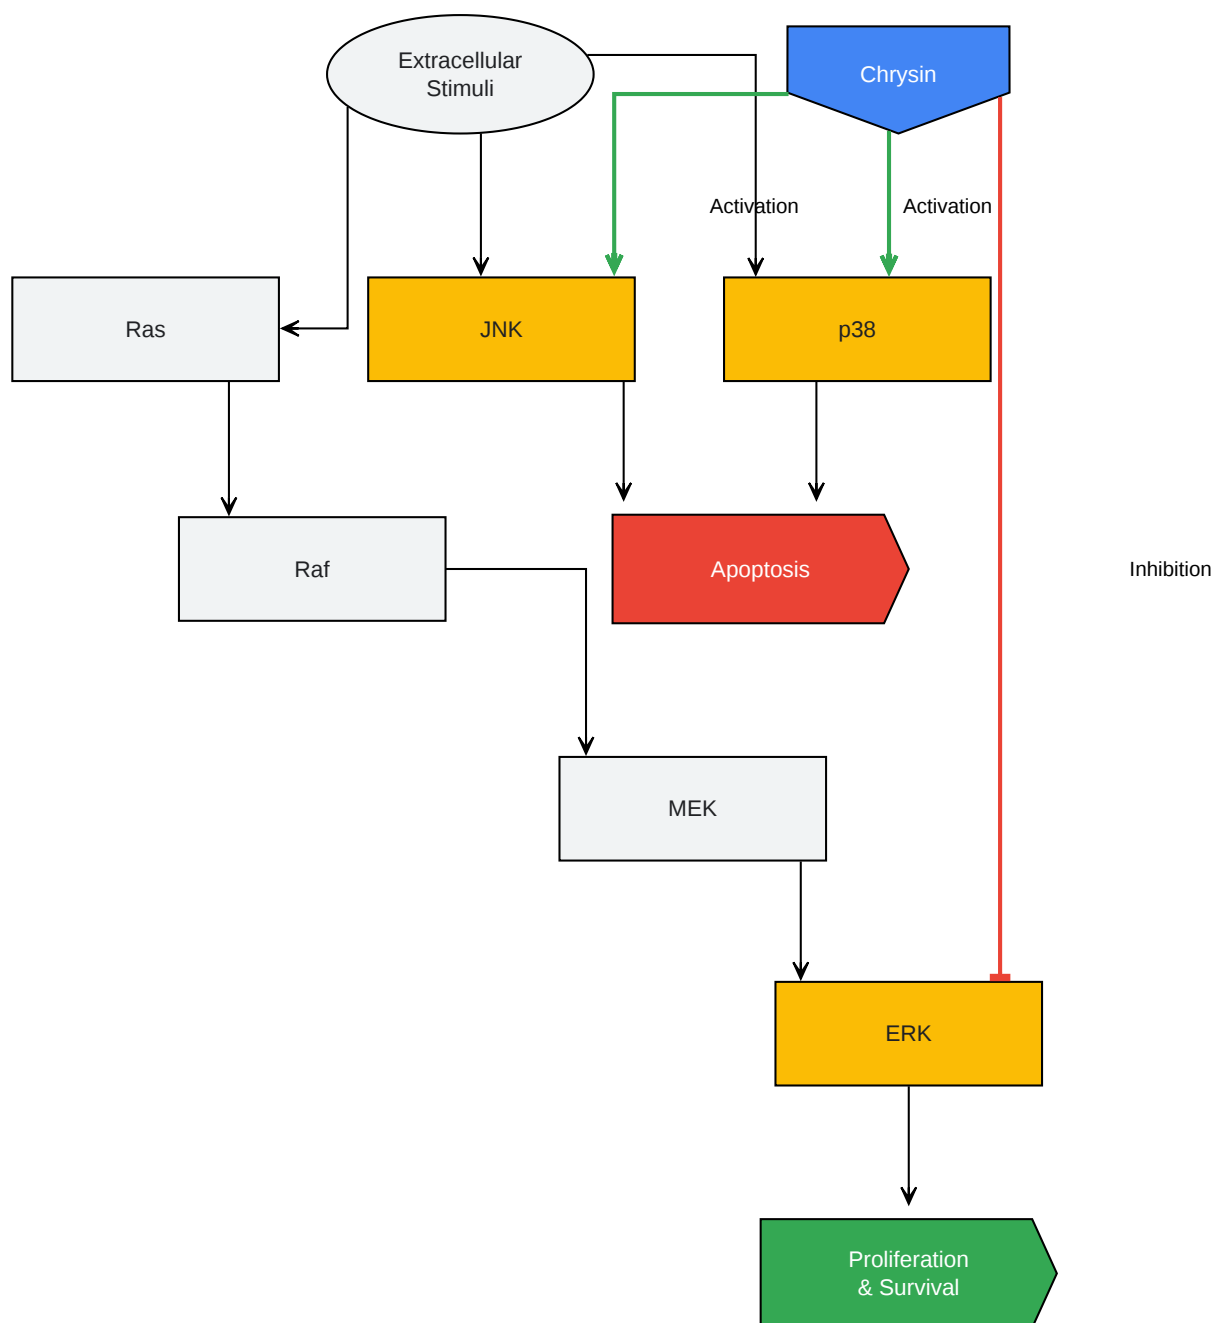 Extracellular
Stimuli
Chrysin
Activation
Activation
Ras
JNK
p38
Raf
Apoptosis
Inhibition
MEK
ERK
Proliferation
& Survival